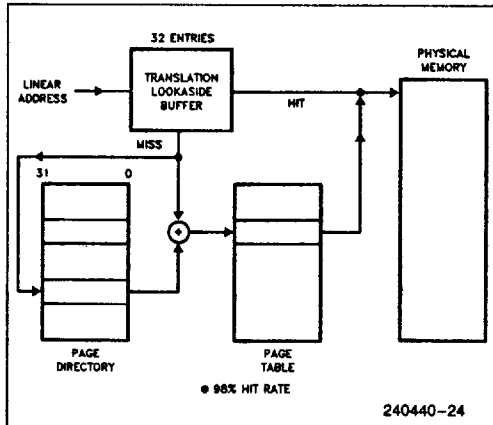 32 ENTRIES
TRANSLATION
LOOKASIDE
BUFFER
LINEAR
ADDRESS
PHYSICAL
MEMORY
HIT
MISS
31 0
+
PAGE
DIRECTORY
PAGE
TABLE
● 98% HIT RATE
240440-24